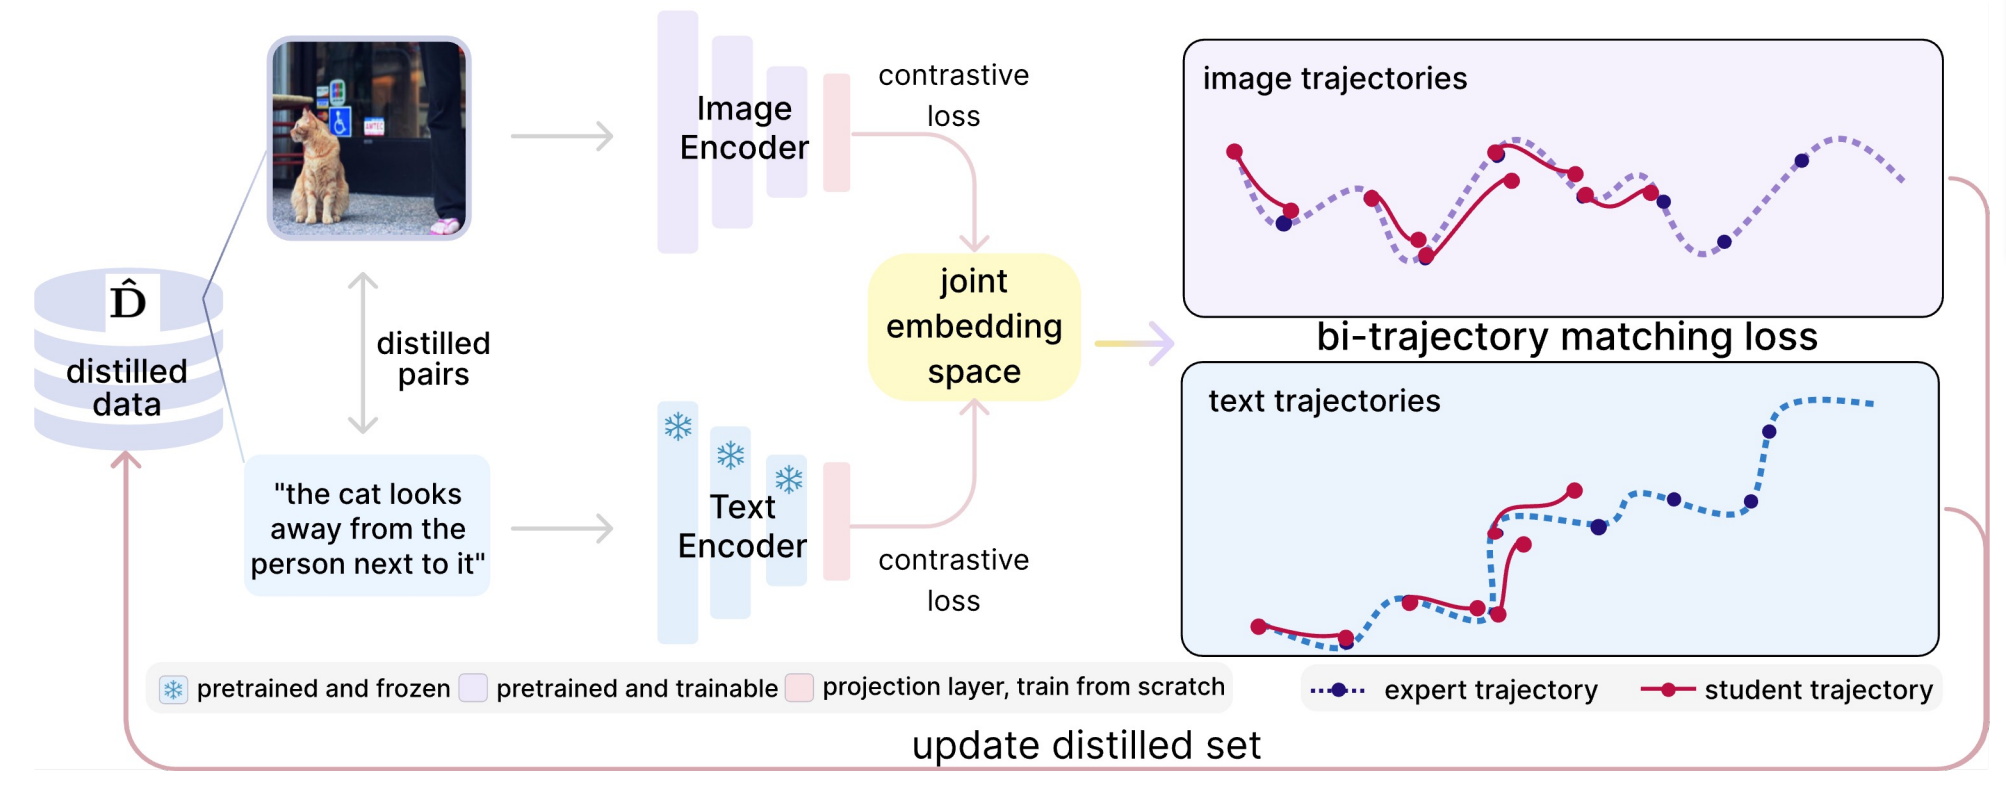 D̂
distilled
data
distilled
pairs
"the cat looks
away from the
person next to it"
Image
Encoder
contrastive
loss
Text
Encoder
contrastive
loss
joint
embedding
space
image trajectories
bi-trajectory matching loss
text trajectories
pretrained and frozen
pretrained and trainable
projection layer, train from scratch
expert trajectory
student trajectory
update distilled set